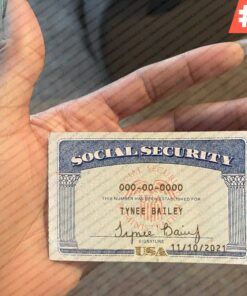 #
SOCIAL SECURITY
000-00-0000
THIS NUMBER HAS BEEN ESTABLISHED FOR
TYNEE BAILEY
Tynee Baily
SIGNATURE
USA 11/10/2021